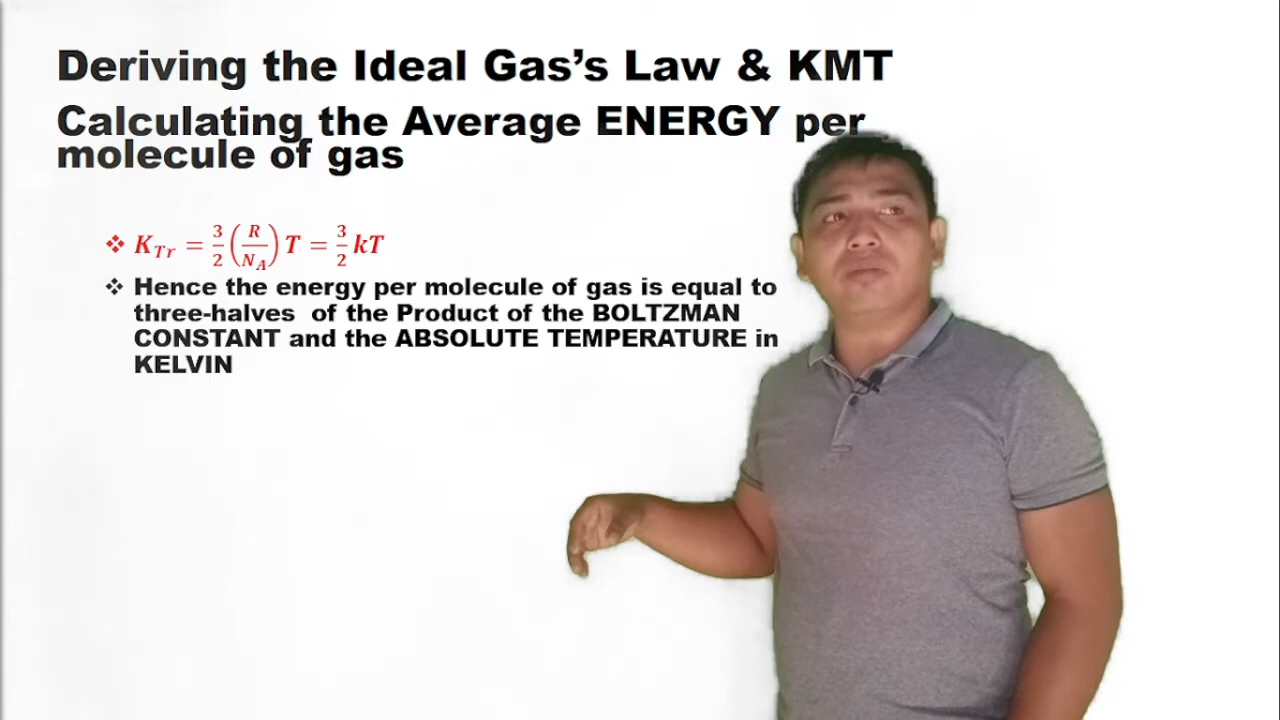 Deriving the Ideal Gas’s Law & KMT
Calculating the Average ENERGY per
molecule of gas
❖ K_Tr = 3/2 (R/N_A) T = 3/2 kT
❖ Hence the energy per molecule of gas is equal to
three-halves of the Product of the BOLTZMAN
CONSTANT and the ABSOLUTE TEMPERATURE in
KELVIN